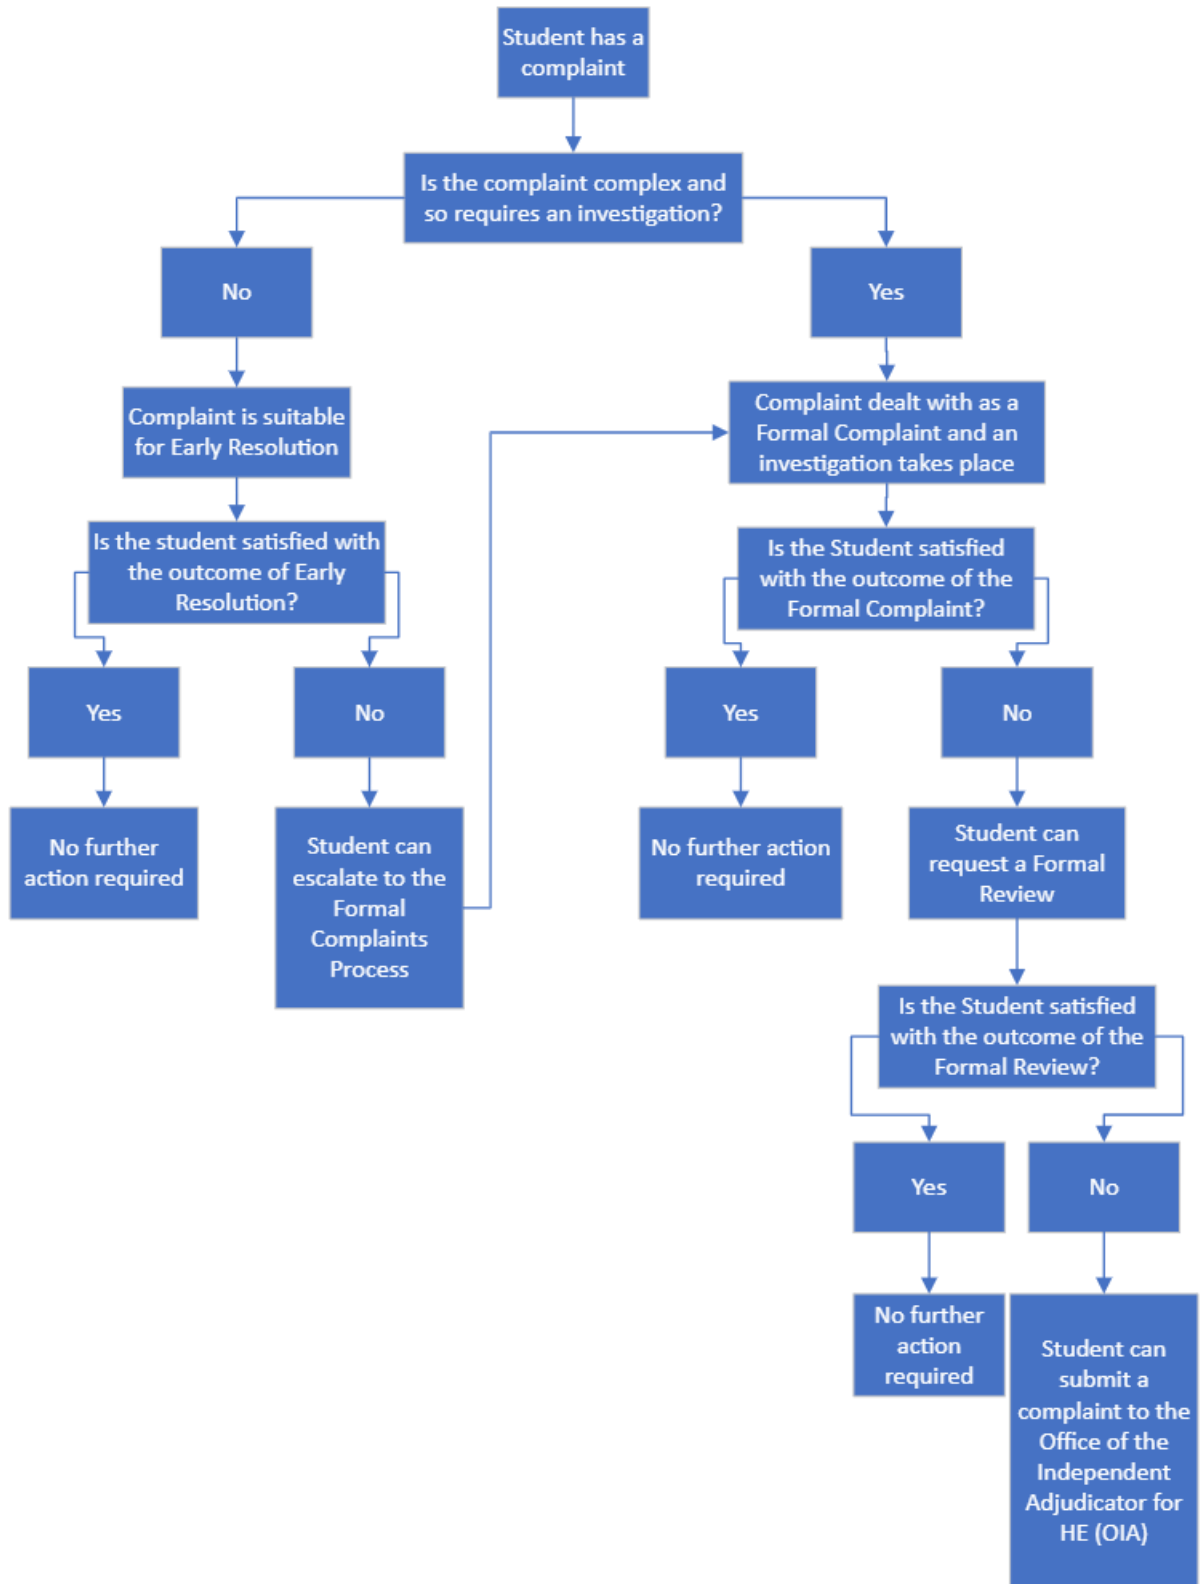 Student has a
complaint
Is the complaint complex and
so requires an investigation?
No
Yes
Complaint is suitable
for Early Resolution
Complaint dealt with as a
Formal Complaint and an
investigation takes place
Is the student satisfied with
the outcome of Early
Resolution?
Is the Student satisfied
with the outcome of the
Formal Complaint?
Yes
No
Yes
No
No further
action required
Student can
escalate to the
Formal
Complaints
Process
No further action
required
Student can
request a Formal
Review
Is the Student satisfied
with the outcome of the
Formal Review?
Yes
No
No further
action
required
Student can
submit a
complaint to the
Office of the
Independent
Adjudicator for
HE (OIA)